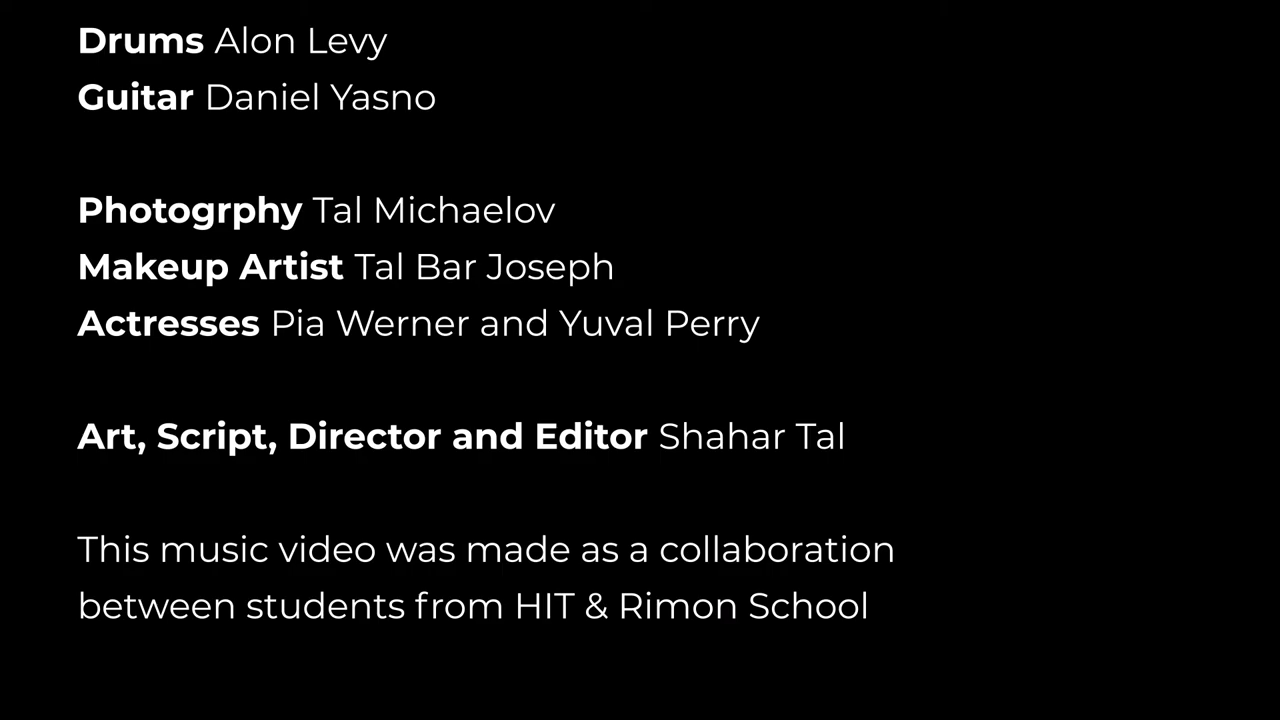 Drums Alon Levy
Guitar Daniel Yasno
Photogrphy Tal Michaelov
Makeup Artist Tal Bar Joseph
Actresses Pia Werner and Yuval Perry
Art, Script, Director and Editor Shahar Tal
This music video was made as a collaboration
between students from HIT & Rimon School